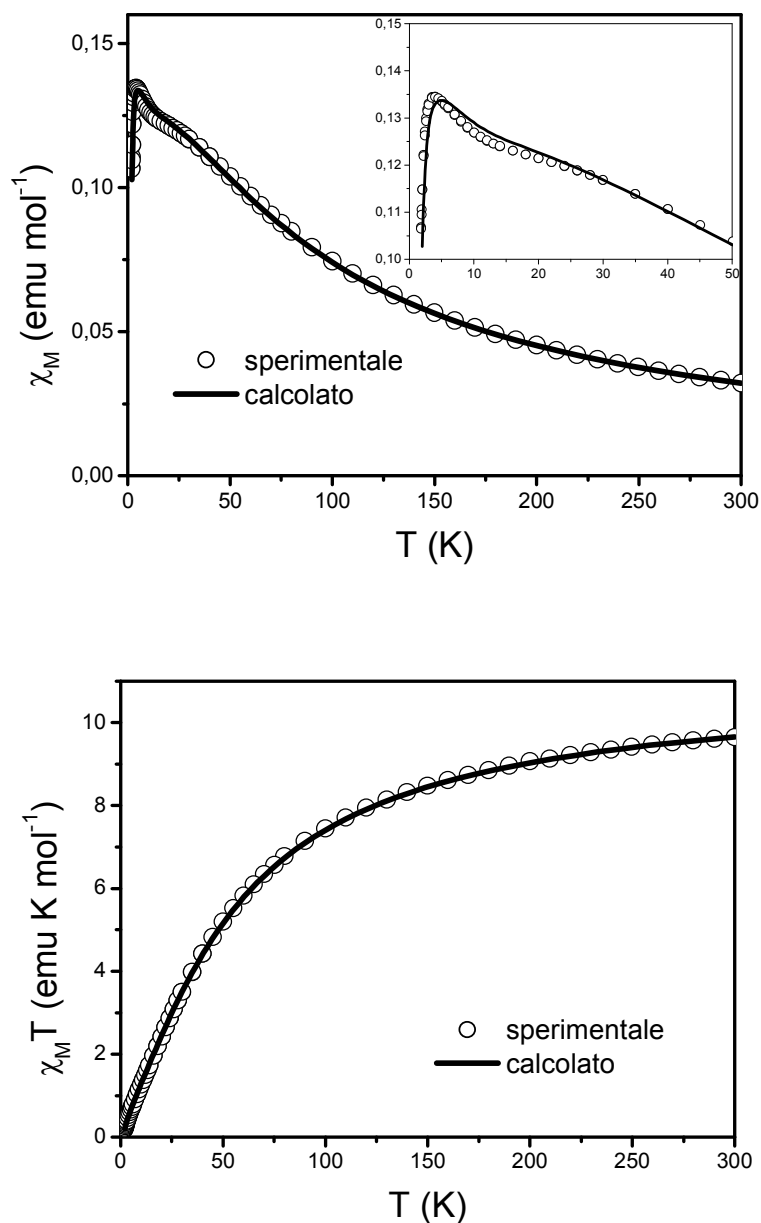 0,15
0,10
0,05
0,00
χM (emu mol-1)
0 50 100 150 200 250 300
T (K)
sperimentale
calcolato
0,15
0,14
0,13
0,12
0,11
0,10
0 10 20 30 40 50
10
8
6
4
2
0
χMT (emu K mol-1)
0 50 100 150 200 250 300
T (K)
sperimentale
calcolato